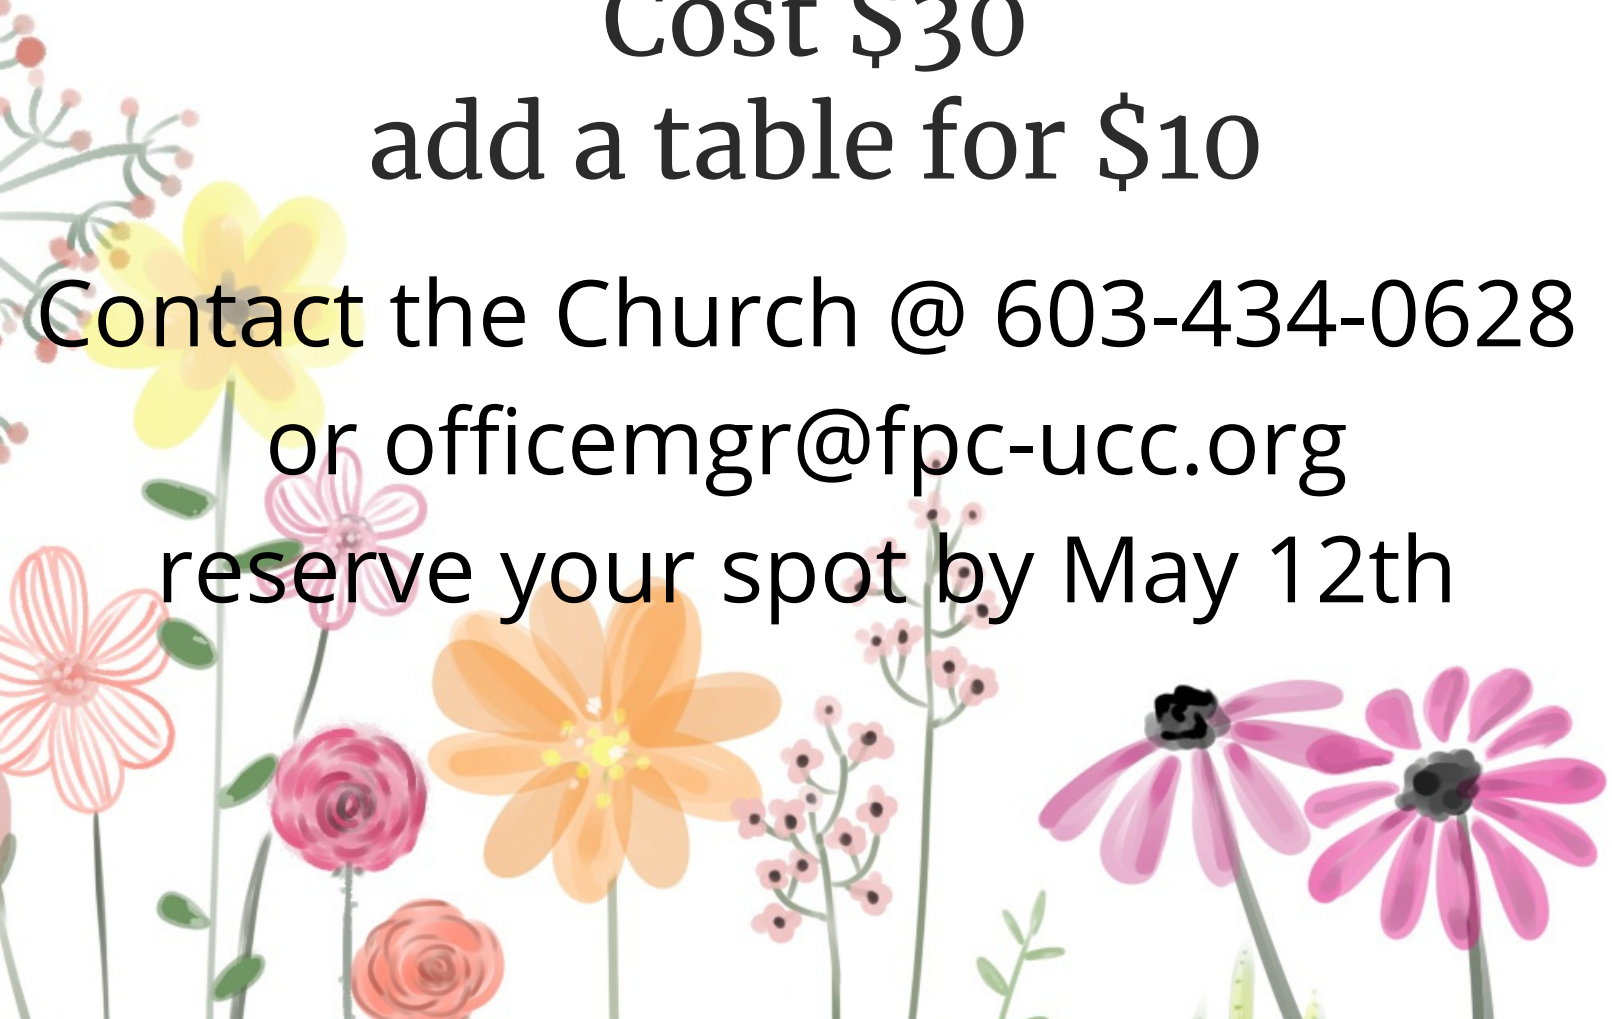 Cost $30
add a table for $10
Contact the Church @ 603-434-0628
or officemgr@fpc-ucc.org
reserve your spot by May 12th